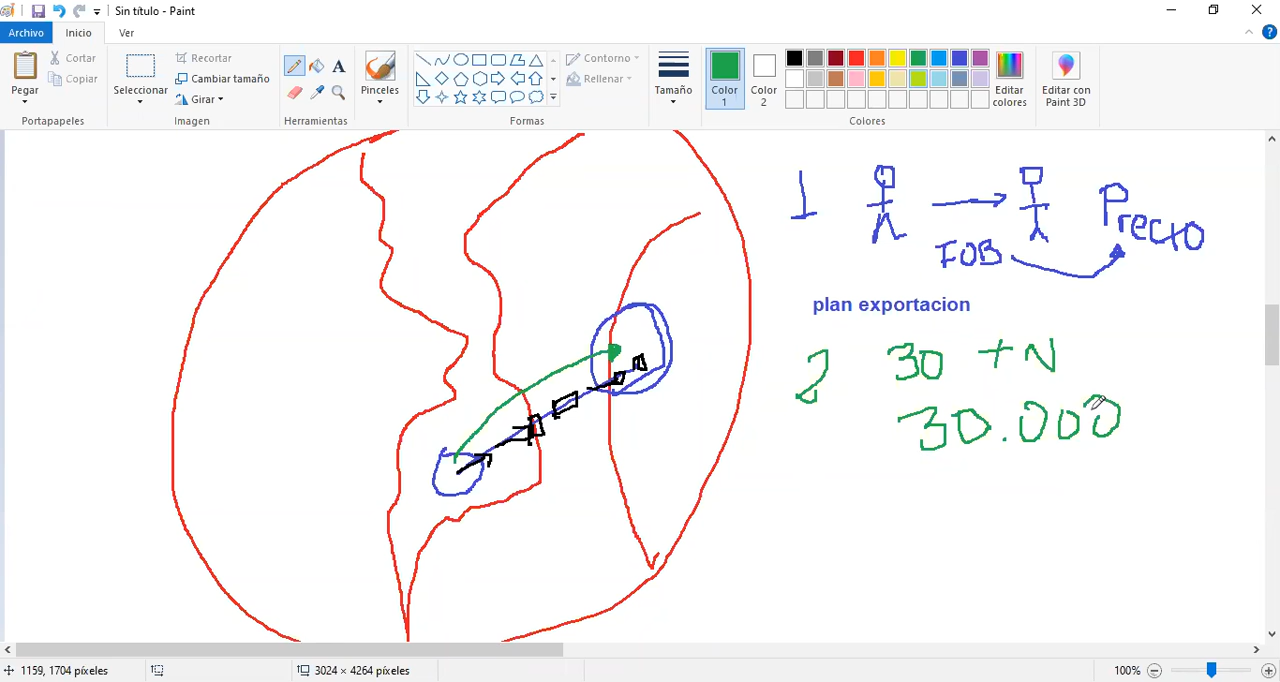 Sin título - Paint
Archivo Inicio Ver
Pegar
Cortar
Copiar
Portapapeles
Seleccionar
Recortar
Cambiar tamaño
Girar
Imagen
A
Herramientas
Pinceles
Contorno
Rellenar
Formas
Tamaño
Color 1
Color 2
Editar colores
Editar con Paint 3D
Colores
1
FOB
Precto
plan exportacion
2 30 TN
30.000
1159, 1704 píxeles
3024 × 4264 píxeles
100%